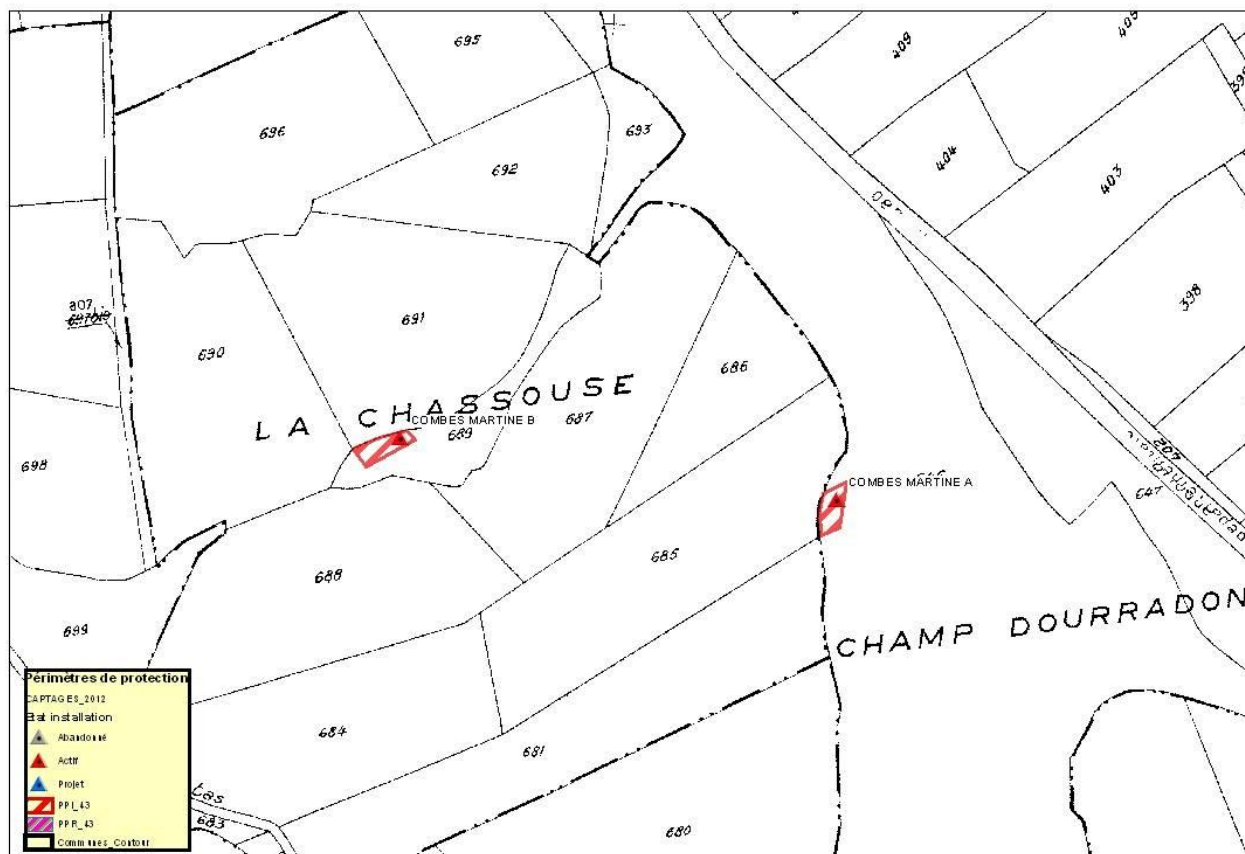 695
409
405
696
693
692
404
403
398
807
691
690
686
LA CHASSOUSE
687
COMBES MARTINE B
689
698
COMBES MARTINE A
402
647
685
688
699
CHAMP DOURRADON
684
681
683
680
Périmètres de protection
CAPTAGES_2012
Etat installation
Abandonné
Actif
Projet
PPI_43
PPR_43
Communes_Contour